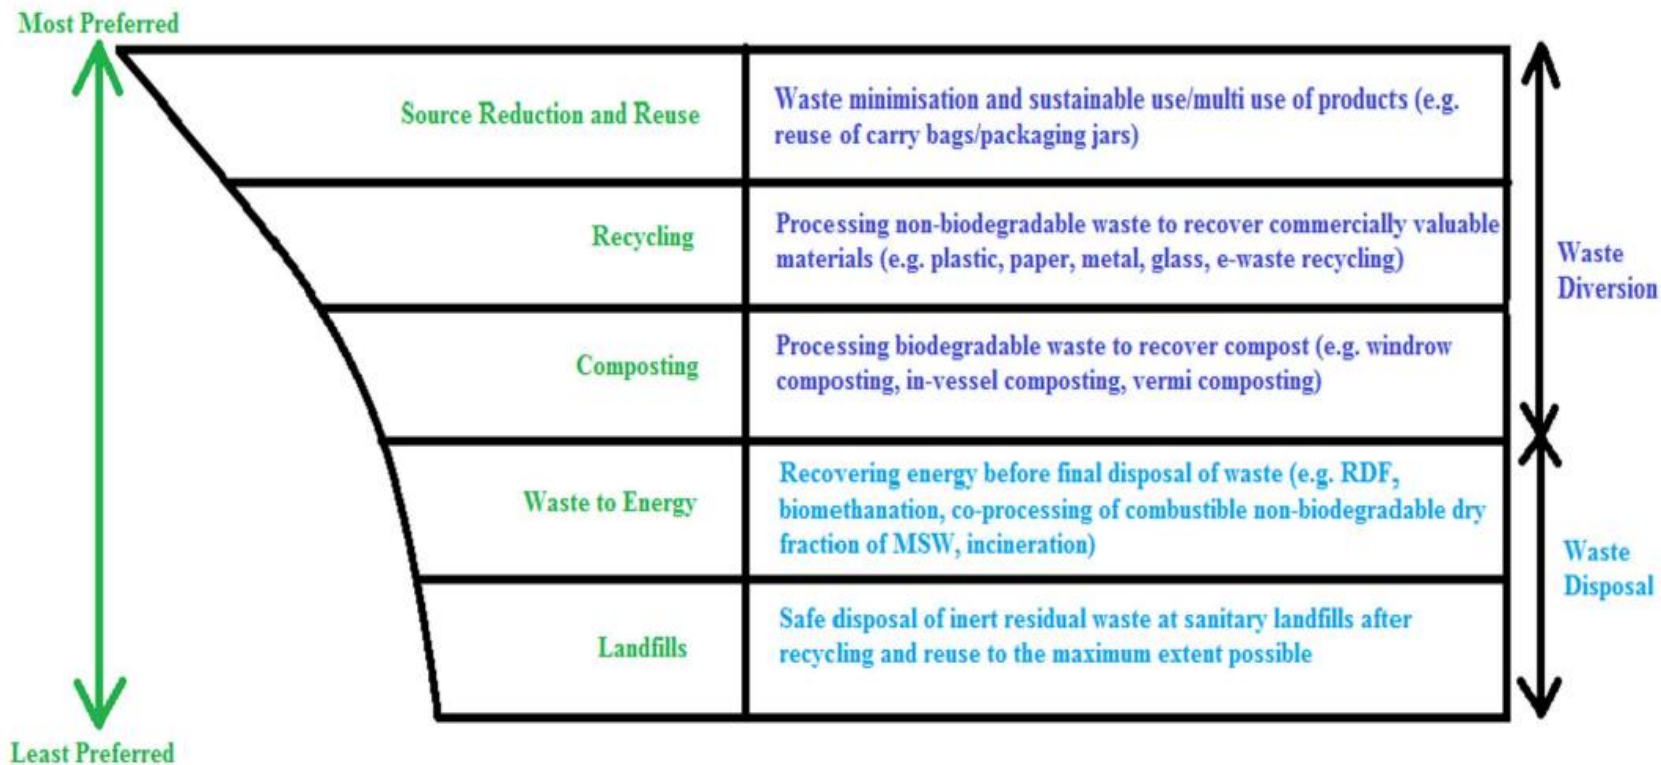 Most Preferred
Source Reduction and Reuse
Waste minimisation and sustainable use/multi use of products (e.g.
reuse of carry bags/packaging jars)
Recycling
Processing non-biodegradable waste to recover commercially valuable
materials (e.g. plastic, paper, metal, glass, e-waste recycling)
Waste
Diversion
Composting
Processing biodegradable waste to recover compost (e.g. windrow
composting, in-vessel composting, vermi composting)
Waste to Energy
Recovering energy before final disposal of waste (e.g. RDF,
biomethanation, co-processing of combustible non-biodegradable dry
fraction of MSW, incineration)
Waste
Disposal
Landfills
Safe disposal of inert residual waste at sanitary landfills after
recycling and reuse to the maximum extent possible
Least Preferred